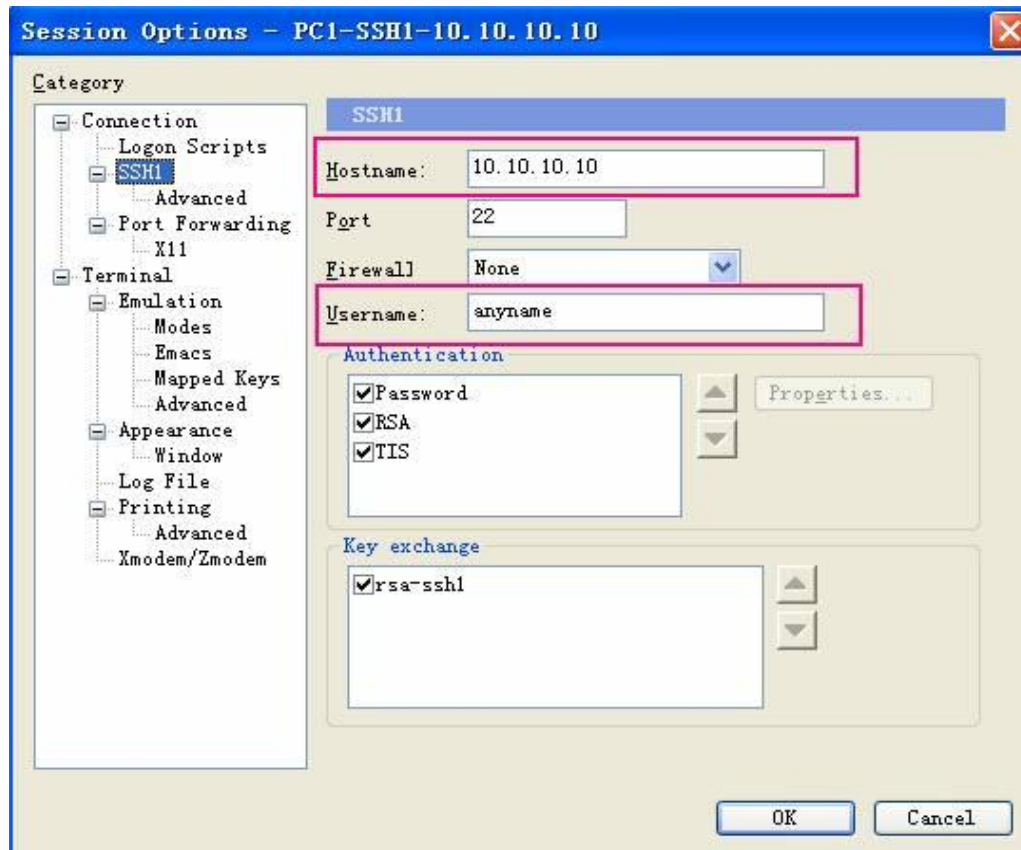 Session Options - PC1-SSH1-10.10.10.10
Category
Connection
Logon Scripts
SSH1
Advanced
Port Forwarding
X11
Terminal
Emulation
Modes
Emacs
Mapped Keys
Advanced
Appearance
Window
Log File
Printing
Advanced
Xmodem/Zmodem
SSH1
Hostname: 10.10.10.10
Port 22
Firewall None
Username: anyname
Authentication
Password
RSA
TIS
Properties...
Key exchange
rsa-ssh1
OK Cancel